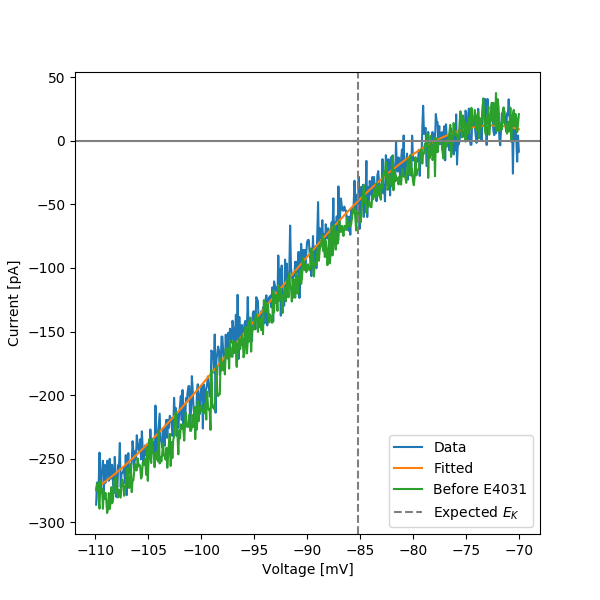 50
0
−50
−100
−150
−200
−250
−300
Current [pA]
−110 −105 −100 −95 −90 −85 −80 −75 −70
Voltage [mV]
Data
Fitted
Before E4031
Expected $E_K$